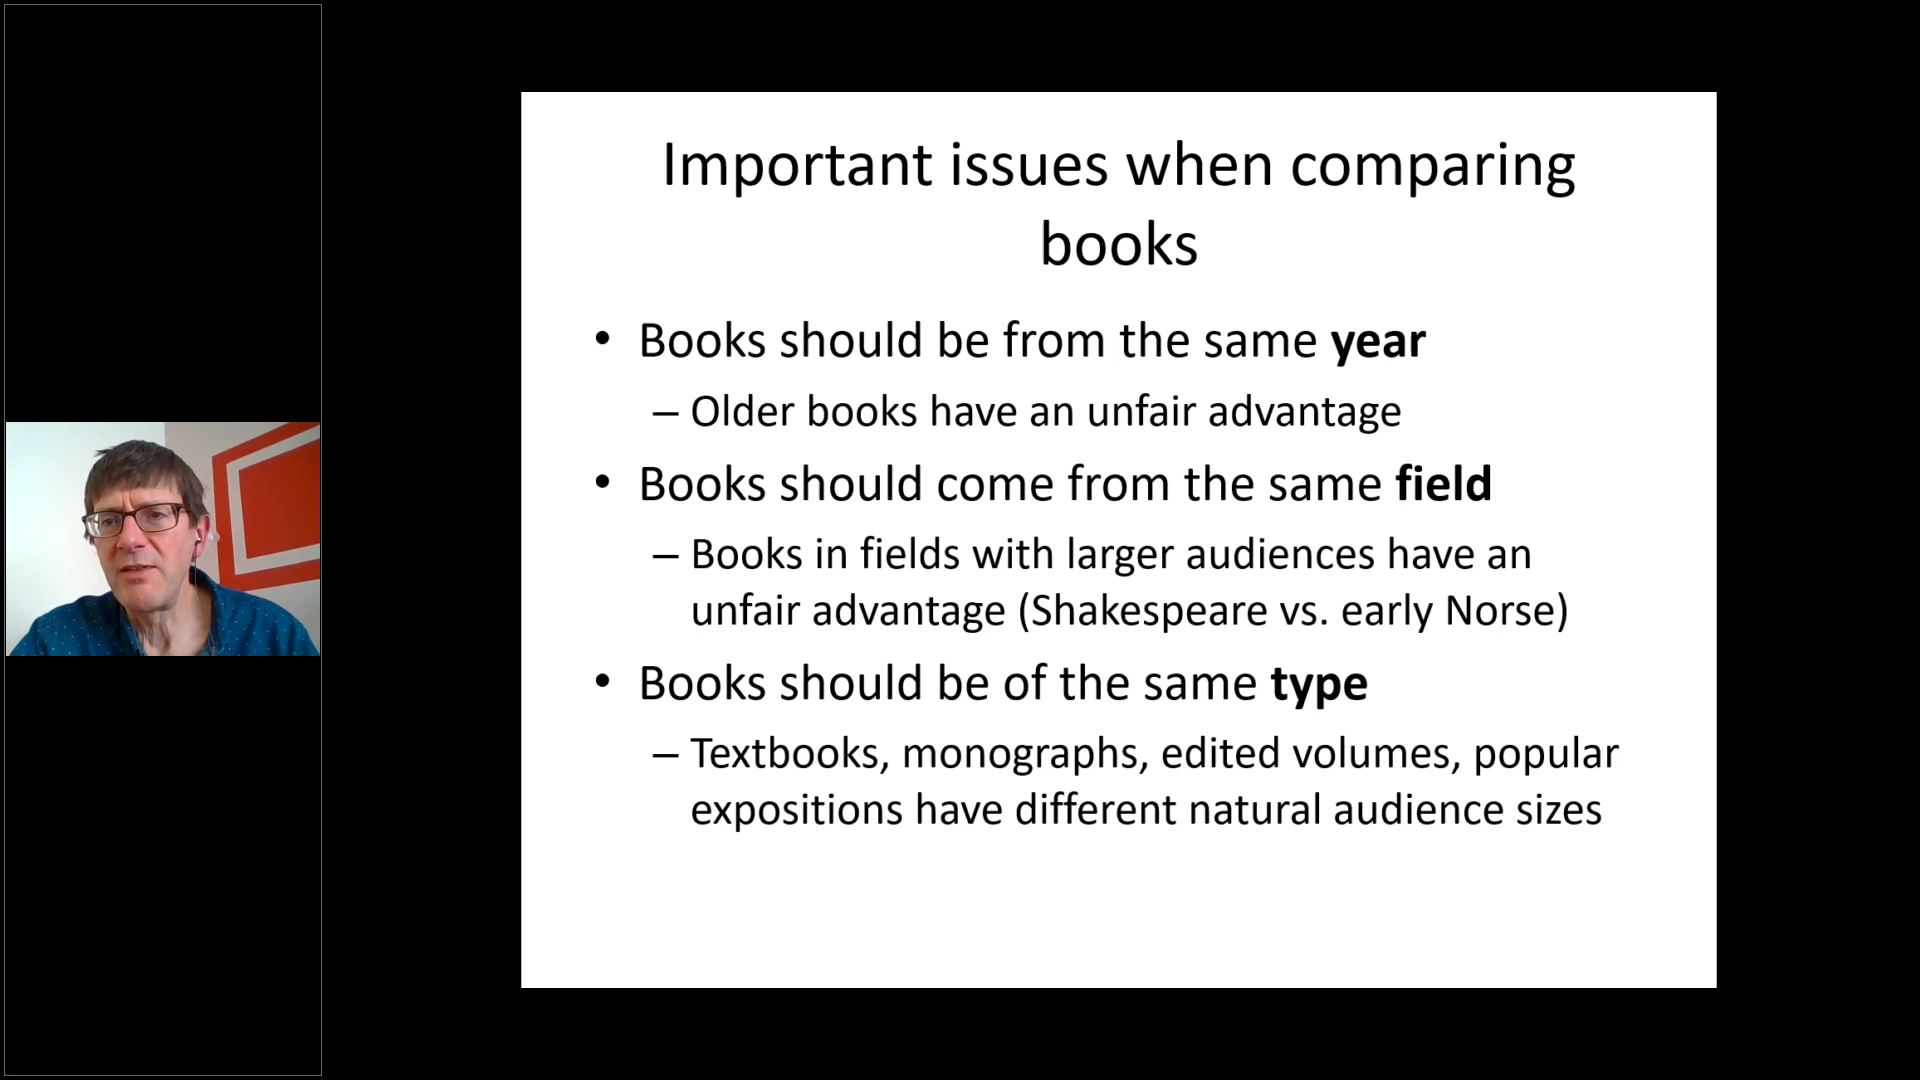 Important issues when comparing
books
• Books should be from the same year
– Older books have an unfair advantage
• Books should come from the same field
– Books in fields with larger audiences have an
unfair advantage (Shakespeare vs. early Norse)
• Books should be of the same type
– Textbooks, monographs, edited volumes, popular
expositions have different natural audience sizes